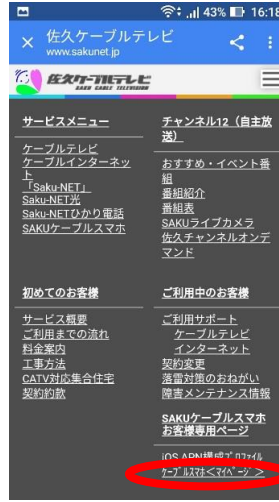 43% 16:18
佐久ケーブルテレビ
www.sakunet.jp
佐久ケーブルテレビ
SAKU CABLE TELEVISION
サービスメニュー
ケーブルテレビ
ケーブルインターネッ
ト
「Saku-NET」
Saku-NET光
Saku-NETひかり電話
SAKUケーブルスマホ
チャンネル12（自主放
送）
おすすめ・イベント番
組
番組紹介
番組表
SAKUライブカメラ
佐久チャンネルオンデ
マンド
初めてのお客様
サービス概要
ご利用までの流れ
料金案内
工事方法
CATV対応集合住宅
契約約款
ご利用中のお客様
ご利用サポート
ケーブルテレビ
インターネット
契約変更
落雷対策のおねがい
障害メンテナンス情報
SAKUケーブルスマホ
お客様専用ページ
iOS APN構成ﾌﾟﾛﾌｧｲﾙ
ｹｰﾌﾞﾙｽﾏﾎ<ﾏｲﾍﾟｰｼﾞ>